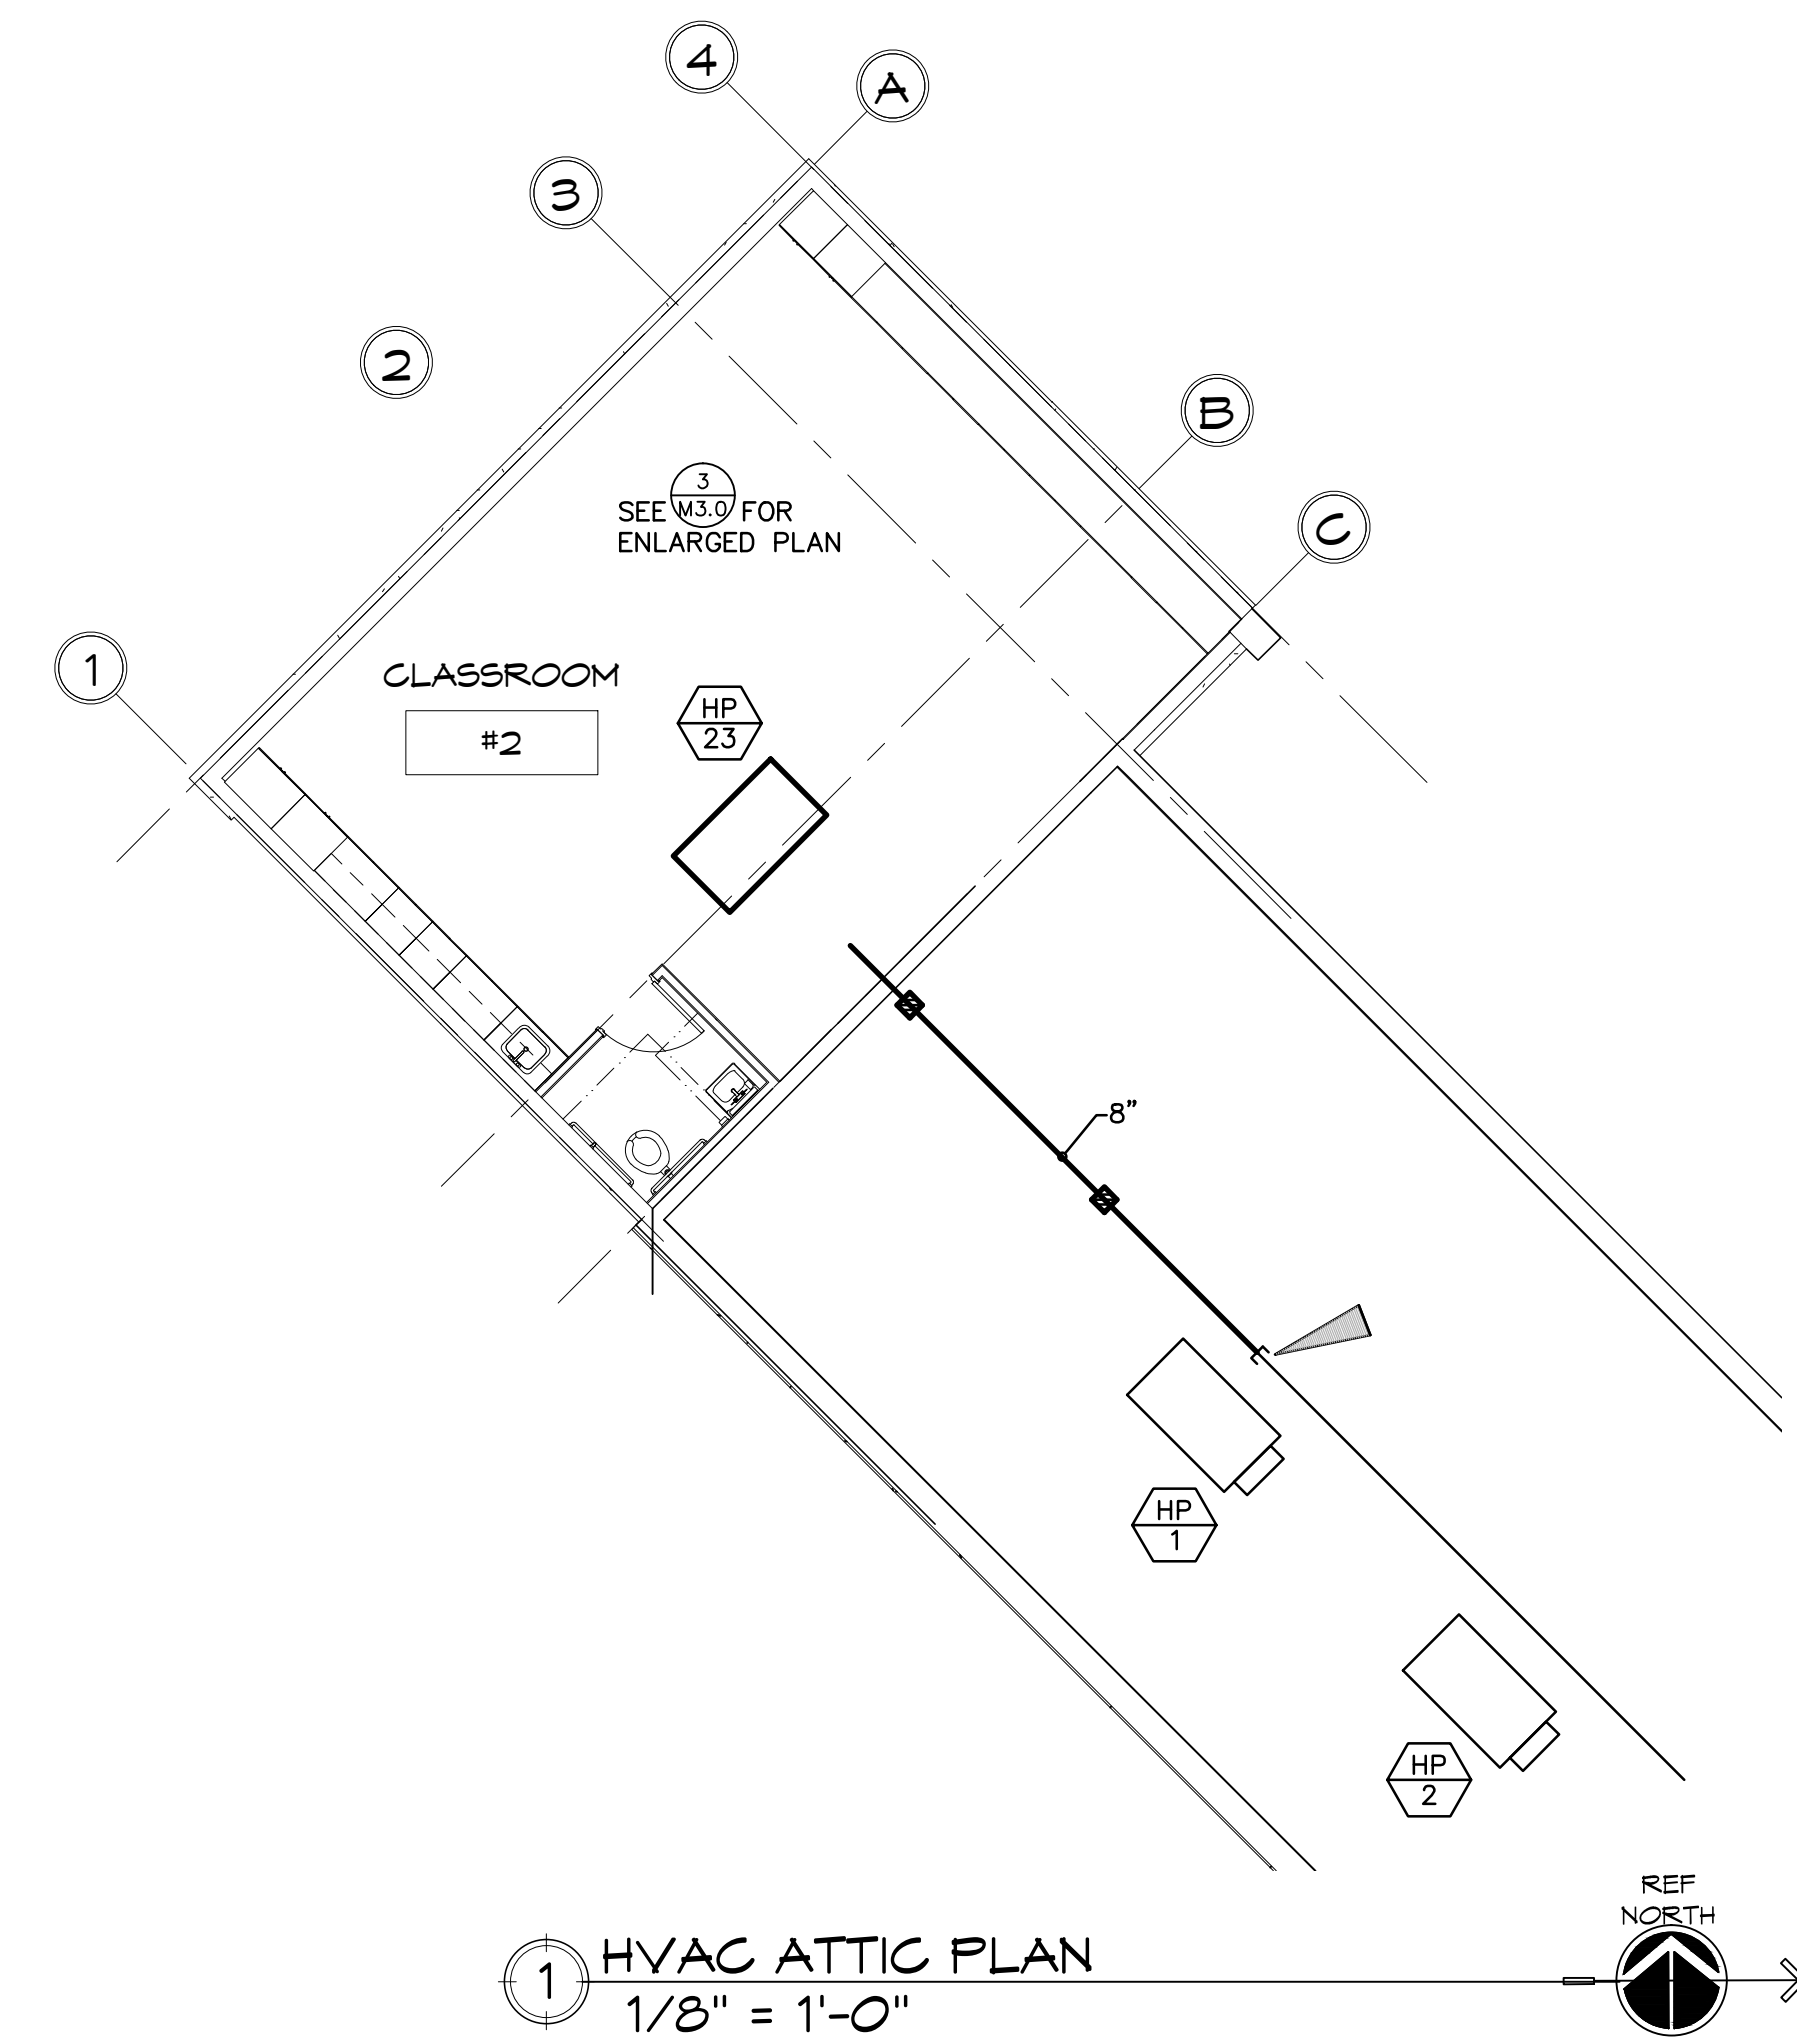 4
A
3
2
B
3
SEE M3.0 FOR
ENLARGED PLAN
C
1
CLASSROOM
#2
HP
23
8"
HP
1
HP
2
REF
NORTH
1
HVAC ATTIC PLAN
1/8" = 1'-0"